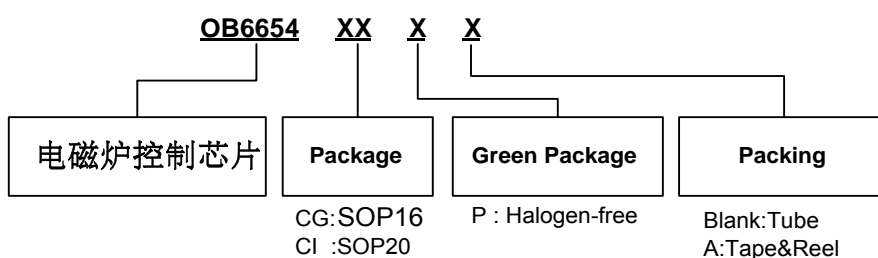 OB6654 XX X X
电磁炉控制芯片 Package Green Package Packing
CG:SOP16 P : Halogen-free Blank:Tube
CI :SOP20 A:Tape&Reel